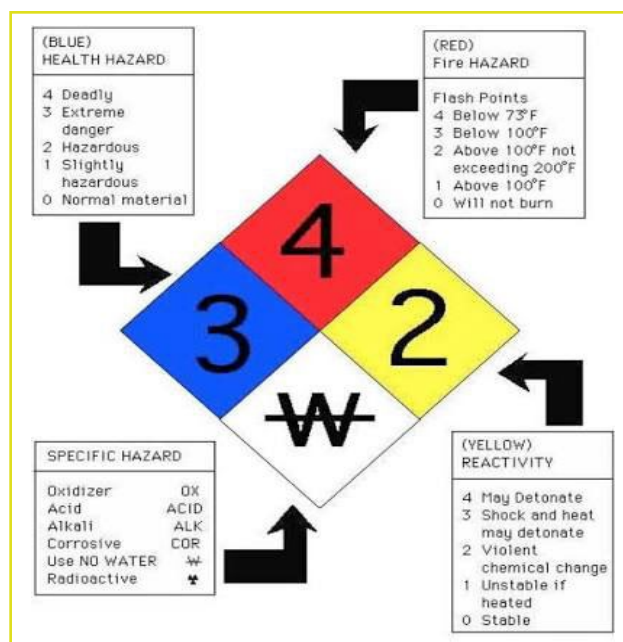 (BLUE)
HEALTH HAZARD
4 Deadly
3 Extreme
danger
2 Hazardous
1 Slightly
hazardous
0 Normal material
(RED)
Fire HAZARD
Flash Points
4 Below 73°F
3 Below 100°F
2 Above 100°F not
exceeding 200°F
1 Above 100°F
0 Will not burn
4
3
2
W
SPECIFIC HAZARD
Oxidizer OX
Acid ACID
Alkali ALK
Corrosive COR
Use NO WATER W
Radioactive
(YELLOW)
REACTIVITY
4 May Detonate
3 Shock and heat
may detonate
2 Violent
chemical change
1 Unstable if
heated
0 Stable